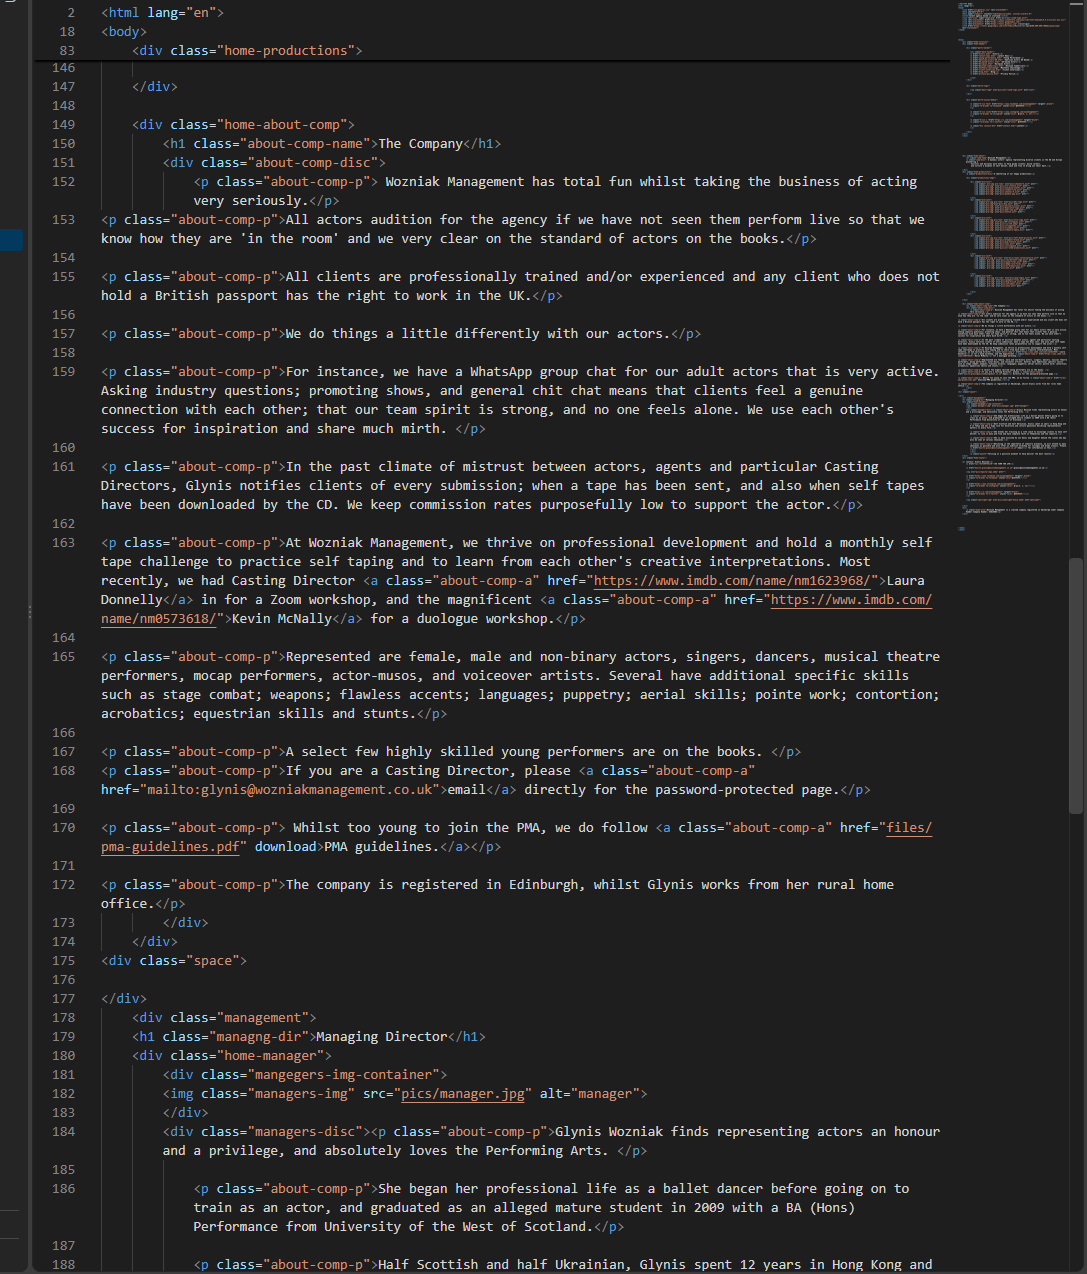 2 <html lang="en">
18 <body>
83 <div class="home-productions">
146
147 </div>
148
149 <div class="home-about-comp">
150 <h1 class="about-comp-name">The Company</h1>
151 <div class="about-comp-disc">
152 <p class="about-comp-p"> Wozniak Management has total fun whilst taking the business of acting
very seriously.</p>
153 <p class="about-comp-p">All actors audition for the agency if we have not seen them perform live so that we
know how they are 'in the room' and we very clear on the standard of actors on the books.</p>
154
155 <p class="about-comp-p">All clients are professionally trained and/or experienced and any client who does not
hold a British passport has the right to work in the UK.</p>
156
157 <p class="about-comp-p">We do things a little differently with our actors.</p>
158
159 <p class="about-comp-p">For instance, we have a WhatsApp group chat for our adult actors that is very active.
Asking industry questions; promoting shows, and general chit chat means that clients feel a genuine
connection with each other; that our team spirit is strong, and no one feels alone. We use each other's
success for inspiration and share much mirth. </p>
160
161 <p class="about-comp-p">In the past climate of mistrust between actors, agents and particular Casting
Directors, Glynis notifies clients of every submission; when a tape has been sent, and also when self tapes
have been downloaded by the CD. We keep commission rates purposefully low to support the actor.</p>
162
163 <p class="about-comp-p">At Wozniak Management, we thrive on professional development and hold a monthly self
tape challenge to practice self taping and to learn from each other's creative interpretations. Most
recently, we had Casting Director <a class="about-comp-a" href="https://www.imdb.com/name/nm1623968/">Laura
Donnelly</a> in for a Zoom workshop, and the magnificent <a class="about-comp-a" href="https://www.imdb.com/
name/nm0573618/">Kevin McNally</a> for a duologue workshop.</p>
164
165 <p class="about-comp-p">Represented are female, male and non-binary actors, singers, dancers, musical theatre
performers, mocap performers, actor-musos, and voiceover artists. Several have additional specific skills
such as stage combat; weapons; flawless accents; languages; puppetry; aerial skills; pointe work; contortion;
acrobatics; equestrian skills and stunts.</p>
166
167 <p class="about-comp-p">A select few highly skilled young performers are on the books. </p>
168 <p class="about-comp-p">If you are a Casting Director, please <a class="about-comp-a"
href="mailto:glynis@wozniakmanagement.co.uk">email</a> directly for the password-protected page.</p>
169
170 <p class="about-comp-p"> Whilst too young to join the PMA, we do follow <a class="about-comp-a" href="files/
pma-guidelines.pdf" download>PMA guidelines.</a></p>
171
172 <p class="about-comp-p">The company is registered in Edinburgh, whilst Glynis works from her rural home
office.</p>
173 </div>
174 </div>
175 <div class="space">
176
177 </div>
178 <div class="management">
179 <h1 class="managng-dir">Managing Director</h1>
180 <div class="home-manager">
181 <div class="mangegers-img-container">
182 <img class="managers-img" src="pics/manager.jpg" alt="manager">
183 </div>
184 <div class="managers-disc"><p class="about-comp-p">Glynis Wozniak finds representing actors an honour
and a privilege, and absolutely loves the Performing Arts. </p>
185
186 <p class="about-comp-p">She began her professional life as a ballet dancer before going on to
train as an actor, and graduated as an alleged mature student in 2009 with a BA (Hons)
Performance from University of the West of Scotland.</p>
187
188 <p class="about-comp-p">Half Scottish and half Ukrainian, Glynis spent 12 years in Hong Kong and